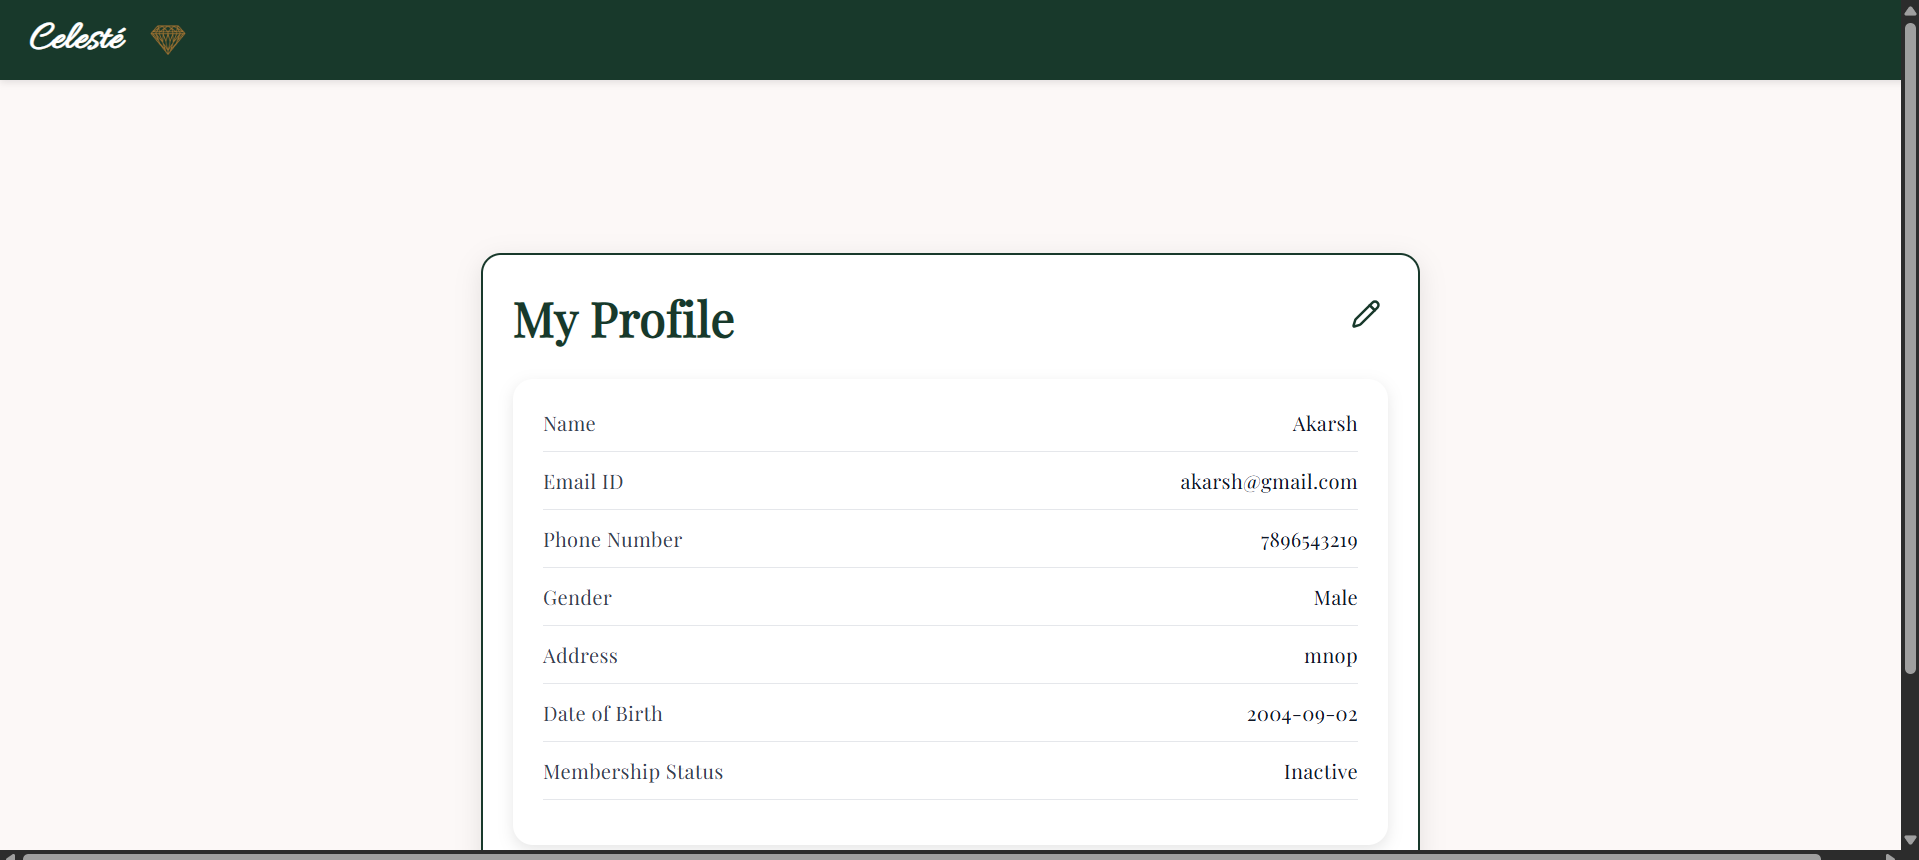 Celesté
My Profile
Name Akarsh
Email ID akarsh@gmail.com
Phone Number 7896543219
Gender Male
Address mnop
Date of Birth 2004-09-02
Membership Status Inactive